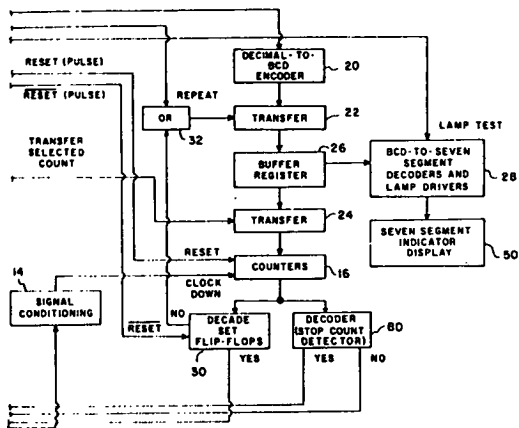 DECIMAL-TO-
BCD
ENCODER
20
RESET (PULSE)
RESET (PULSE)
REPEAT
OR
32
TRANSFER
22
LAMP TEST
TRANSFER
SELECTED
COUNT
26
BUFFER
REGISTER
BCD-TO-SEVEN
SEGMENT
DECODERS AND
LAMP DRIVERS
28
TRANSFER
24
SEVEN SEGMENT
INDICATOR
DISPLAY
50
RESET
COUNTERS
16
CLOCK
DOWN
14
SIGNAL
CONDITIONING
NO
RESET
DECADE
SET
FLIP-FLOPS
30
YES
DECODER
(STOP COUNT
DETECTOR)
80
YES
NO